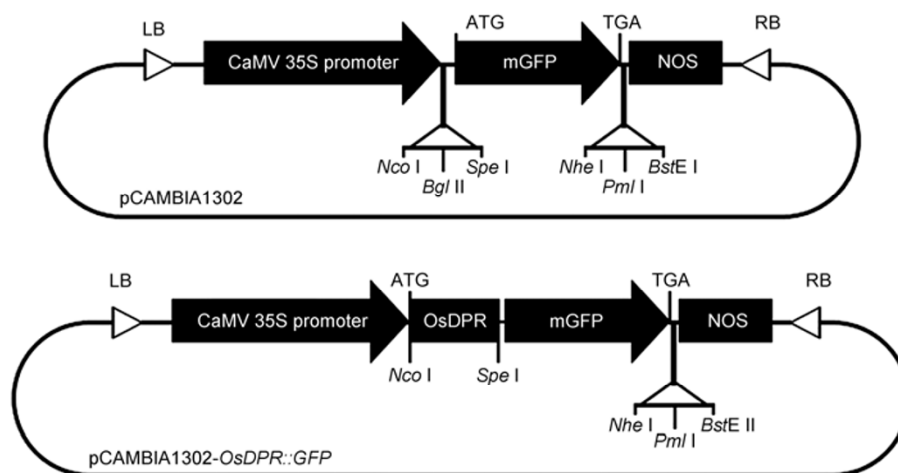 LB
ATG
TGA
RB
CaMV 35S promoter
mGFP
NOS
Nco I
Spe I
Nhe I
BstE I
Bgl II
Pml I
pCAMBIA1302
LB
ATG
TGA
RB
CaMV 35S promoter
OsDPR
mGFP
NOS
Nco I
Spe I
Nhe I
BstE II
Pml I
pCAMBIA1302-OsDPR::GFP